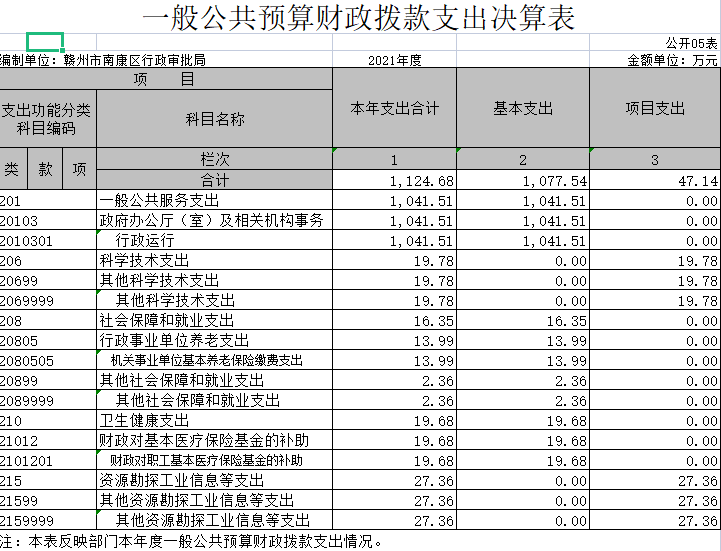 一般公共预算财政拨款支出决算表
公开05表
编制单位：赣州市南康区行政审批局 2021年度 金额单位：万元
项 目 本年支出合计 基本支出 项目支出
支出功能分类科目编码 科目名称
类 款 项 栏次 1 2 3
合计 1,124.68 1,077.54 47.14
201 一般公共服务支出 1,041.51 1,041.51 0.00
20103 政府办公厅（室）及相关机构事务 1,041.51 1,041.51 0.00
2010301 行政运行 1,041.51 1,041.51 0.00
206 科学技术支出 19.78 0.00 19.78
20699 其他科学技术支出 19.78 0.00 19.78
2069999 其他科学技术支出 19.78 0.00 19.78
208 社会保障和就业支出 16.35 16.35 0.00
20805 行政事业单位养老支出 13.99 13.99 0.00
2080505 机关事业单位基本养老保险缴费支出 13.99 13.99 0.00
20899 其他社会保障和就业支出 2.36 2.36 0.00
2089999 其他社会保障和就业支出 2.36 2.36 0.00
210 卫生健康支出 19.68 19.68 0.00
21012 财政对基本医疗保险基金的补助 19.68 19.68 0.00
2101201 财政对职工基本医疗保险基金的补助 19.68 19.68 0.00
215 资源勘探工业信息等支出 27.36 0.00 27.36
21599 其他资源勘探工业信息等支出 27.36 0.00 27.36
2159999 其他资源勘探工业信息等支出 27.36 0.00 27.36
注：本表反映部门本年度一般公共预算财政拨款支出情况。